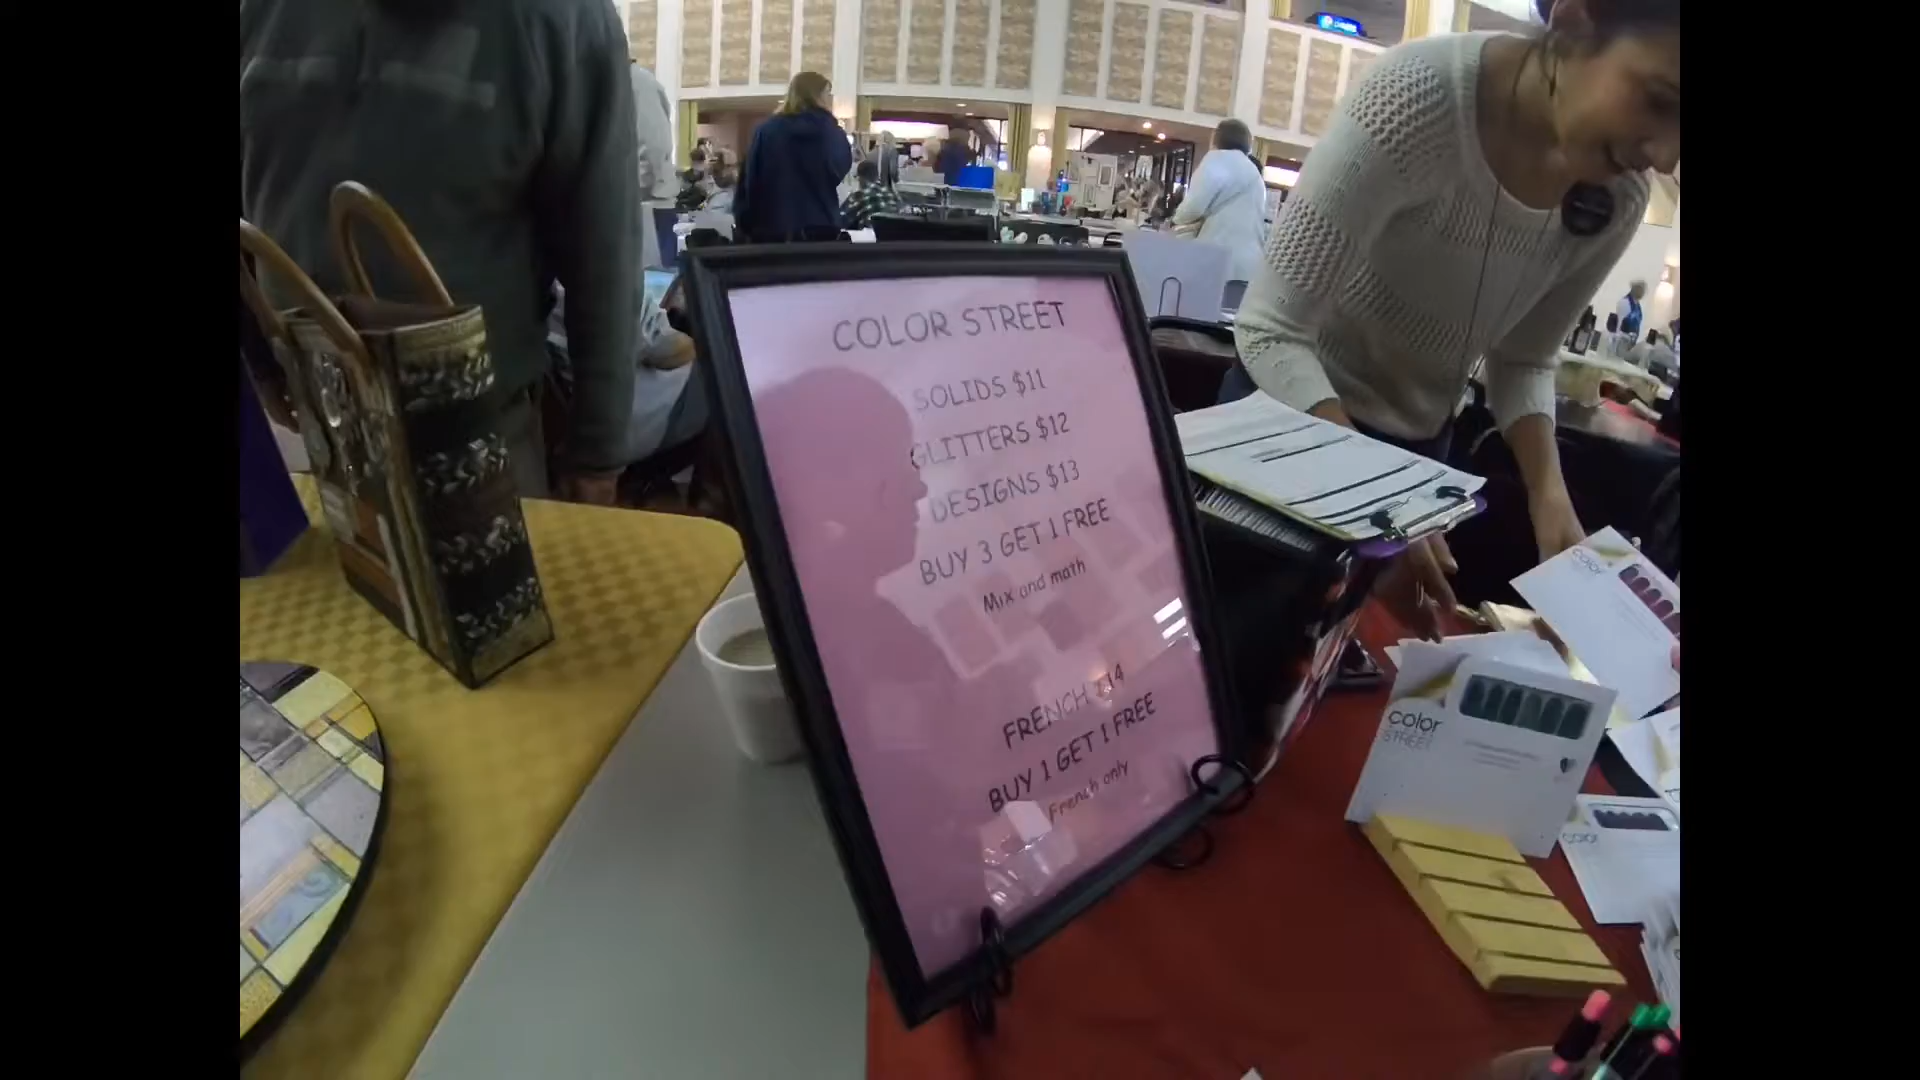 COLOR STREET
SOLIDS $11
GLITTERS $12
DESIGNS $13
BUY 3 GET 1 FREE
Mix and math
FRENCH $14
BUY 1 GET 1 FREE
French only
color
STREET
color
color